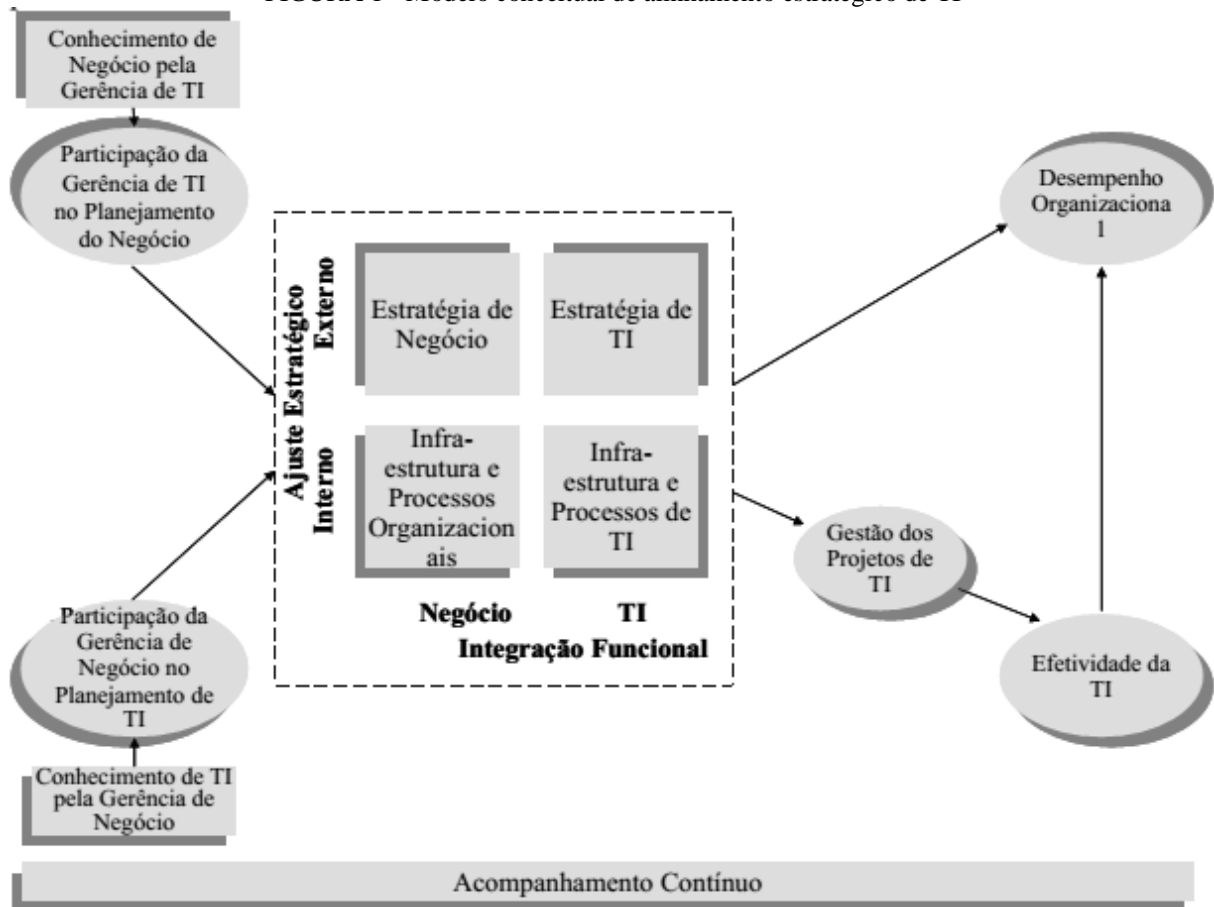 Conhecimento de
Negócio pela
Gerência de TI
Participação da
Gerência de TI
no Planejamento
do Negócio
Ajuste Estratégico
Externo
Interno
Estratégia de
Negócio
Estratégia de
TI
Infra-
estrutura e
Processos
Organizacion
ais
Infra-
estrutura e
Processos de
TI
Negócio TI
Integração Funcional
Desempenho
Organizaciona
l
Gestão dos
Projetos de
TI
Efetividade da
TI
Participação da
Gerência de
Negócio no
Planejamento de
TI
Conhecimento de TI
pela Gerência de
Negócio
Acompanhamento Contínuo